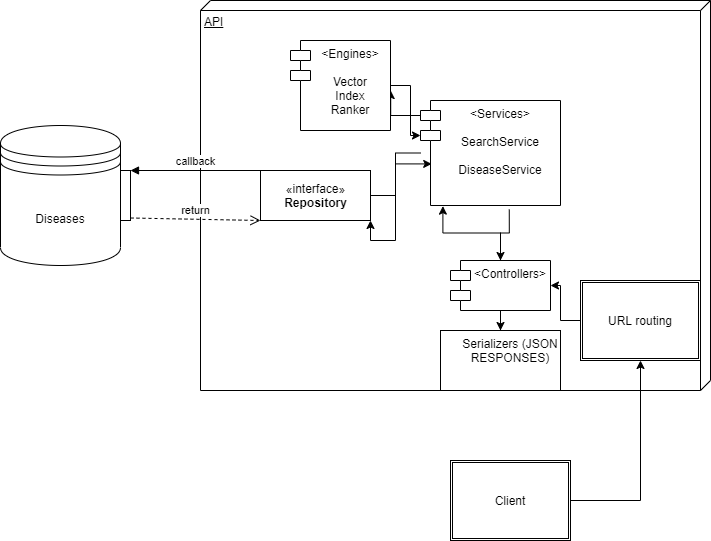 API
<Engines>
Vector
Index
Ranker
<Services>
SearchService
DiseaseService
callback
«interface»
Repository
Diseases
return
<Controllers>
URL routing
Serializers (JSON
RESPONSES)
Client